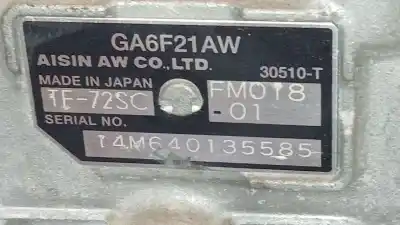 GA6F21AW
AISIN AW CO.,LTD.
30510-T
MADE IN JAPAN
TF-72SC
FM018
-01
SERIAL NO.
14M640135585